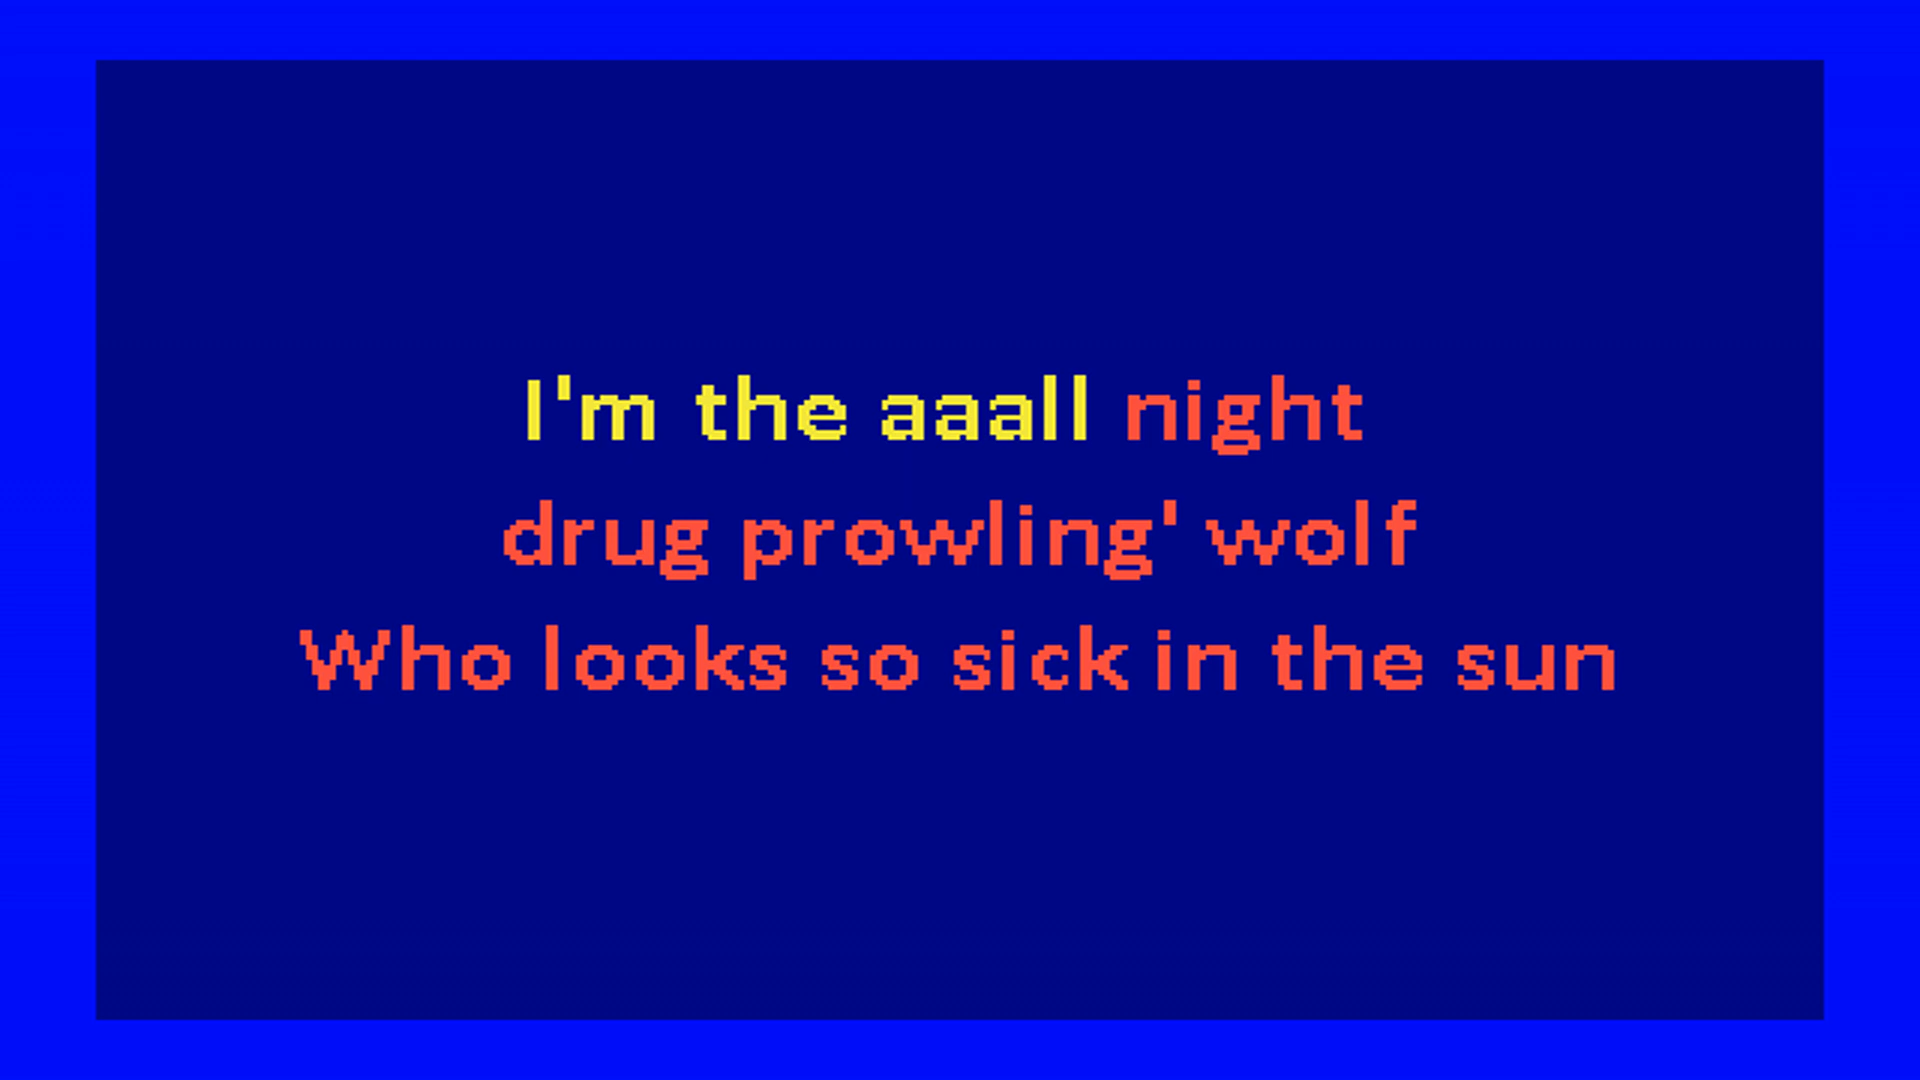 I'm the aaall night
drug prowling' wolf
Who looks so sick in the sun